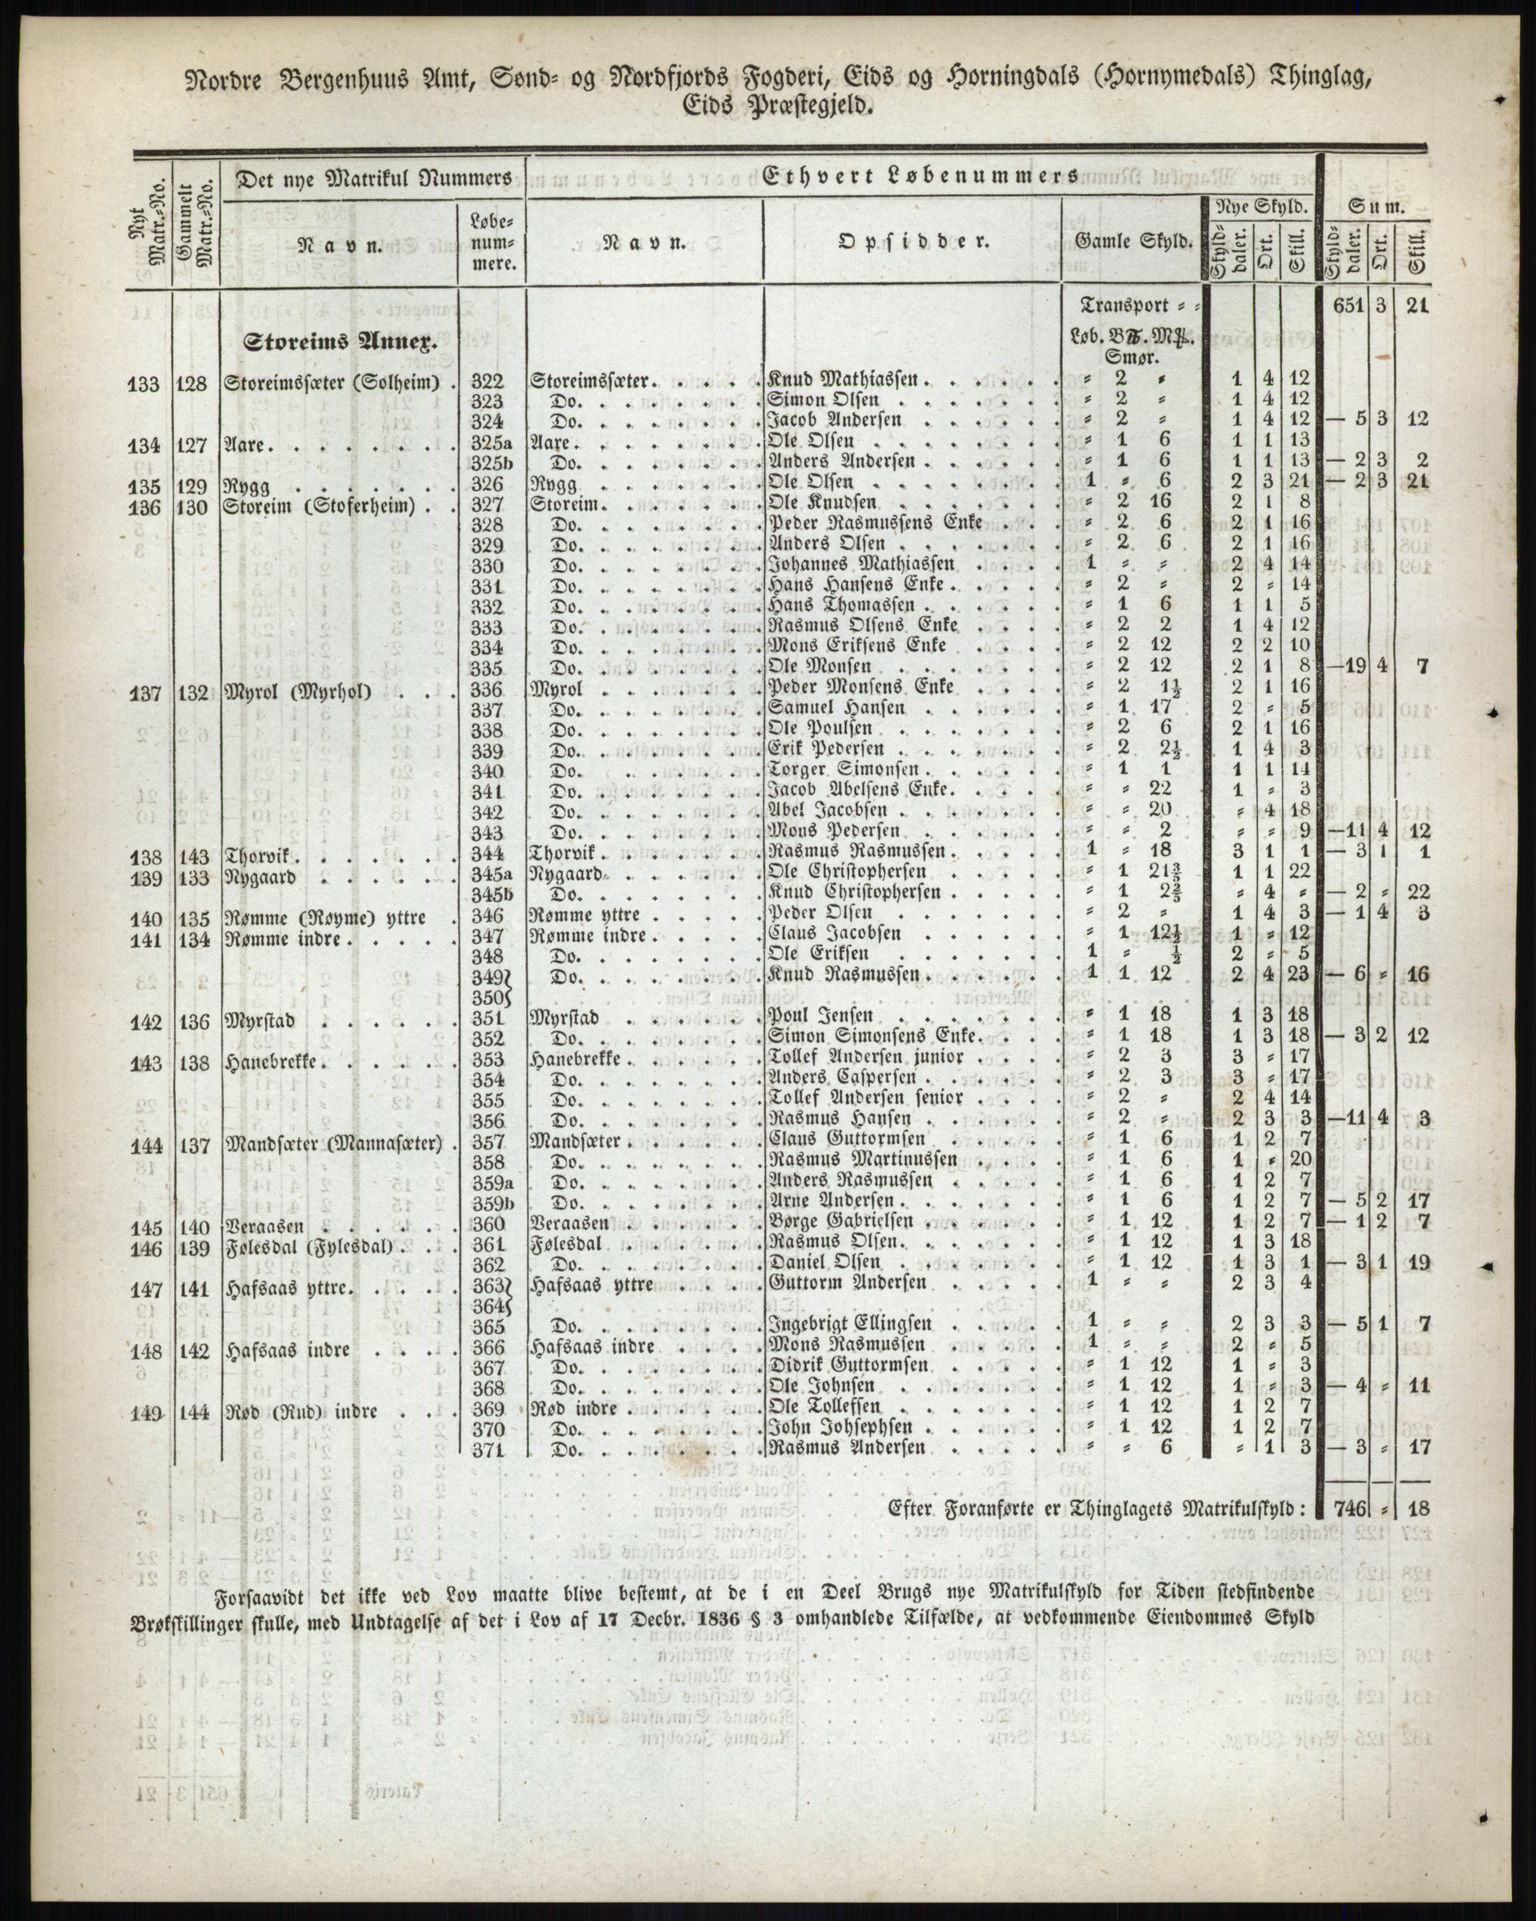 Nordre Bergenhuus Amt, Sønd- og Nordfjords Fogderi, Eids og Horningdals (Hornymedals) Thinglag,
Eids Præstegjeld.
Nyt Matr.-No. Gammelt Matr.-No. Det nye Matrikul Nummers Ethvert Løbenummers
Navn. Løbe-num-mere. Navn. Opsidder. Gamle Skyld. Nye Skyld. Sum.
Skyld-daler. Ort. Skill. Skyld-daler. Ort. Skill.
Transport - - 651 3 21
Storeims Annex. Løb. B℔. M℔.
Smør.
133 128 Storeimssæter (Solheim) . 322 Storeimssæter. Knud Mathiassen. - 2 - 1 4 12
323 Do. Simon Olsen - 2 - 1 4 12
324 Do. Jacob Andersen - 2 - 1 4 12 — 5 3 12
134 127 Aare. 325a Aare. Ole Olsen - 1 6 1 1 13
325b Do. Anders Andersen - 1 6 1 1 13 — 2 3 2
135 129 Rygg 326 Rygg Ole Olsen 1 - 6 2 3 21 — 2 3 21
136 130 Storeim (Stoferheim) . . 327 Storeim. Ole Knudsen - 2 16 2 1 8
328 Do. Peder Rasmussens Enke - 2 6 2 1 16
329 Do. Anders Olsen - 2 6 2 1 16
330 Do. Johannes Mathiassen 1 - - 2 4 14
331 Do. Hans Hansens Enke. - 2 - 2 - 14
332 Do. Hans Thomassen - 1 6 1 1 5
333 Do. Rasmus Olsens Enke - 2 2 1 4 12
334 Do. Mons Eriksens Enke - 2 12 2 2 10
335 Do. Ole Monsen - 2 12 2 1 8 —19 4 7
137 132 Myrol (Myrhol) . . . 336 Myrol Peder Monsens Enke - 2 1½ 2 1 16
337 Do. Samuel Hansen - 1 17 2 - 5
338 Do. Ole Poulsen - 2 6 2 1 16
339 Do. Erik Pedersen - 2 2½ 1 4 3
340 Do. Torger Simonsen. - 1 1 1 1 14
341 Do. Jacob Abelsens Enke. - - 22 1 - 3
342 Do. Abel Jacobsen - - 20 - 4 18
343 Do. Mons Pedersen - - 2 - - 9 —11 4 12
138 143 Thorvik. 344 Thorvik. Rasmus Rasmussen. 1 - 18 3 1 1 — 3 1 1
139 133 Nygaard 345a Nygaard Ole Christophersen - 1 21⅗ 1 1 22
345b Do. Knud Christophersen - 1 2⅖ - 4 - — 2 - 22
140 135 Rømme (Røyme) yttre . 346 Rømme yttre Peder Olsen - 2 - 1 4 3 — 1 4 3
141 134 Rømme indre. 347 Rømme indre. Claus Jacobsen - 1 12½ 1 - 12
348 Do. Ole Eriksen 1 - ½ 2 - 5
349} Do. Knud Rasmussen. 1 1 12 2 4 23 — 6 - 16
350}
142 136 Myrstad 351 Myrstad Poul Jensen - 1 18 1 3 18
352 Do. Simon Simonsens Enke. - 1 18 1 3 18 — 3 2 12
143 138 Hanebrekke. 353 Hanebrekke. Tollef Andersen junior - 2 3 3 - 17
354 Do. Anders Caspersen - 2 3 3 - 17
355 Do. Tollef Andersen senior - 2 - 2 4 14
356 Do. Rasmus Hansen - 2 - 2 3 3 —11 4 3
144 137 Mandsæter (Mannasæter) . 357 Mandsæter Claus Guttormsen - 1 6 1 2 7
358 Do. Rasmus Martinussen - 1 6 1 - 20
359a Do. Anders Rasmussen - 1 6 1 2 7
359b Do. Arne Andersen. - 1 6 1 2 7 — 5 2 17
145 140 Veraasen 360 Veraasen Børge Gabrielsen - 1 12 1 2 7 — 1 2 7
146 139 Følesdal (Fylesdal) . . . 361 Følesdal Rasmus Olsen. - 1 12 1 3 18
362 Do. Daniel Olsen - 1 12 1 3 1 — 3 1 19
147 141 Hafsaas yttre. 363} Hafsaas yttre Guttorm Andersen 1 - - 2 3 4
364}
365 Do. Ingebrigt Ellingsen 1 - - 2 3 3 — 5 1 7
148 142 Hafsaas indre 366 Hafsaas indre Mons Rasmussen 1 - - 2 - 5
367 Do. Didrik Guttormsen - 1 12 1 - 3
368 Do. Ole Johnsen - 1 12 1 - 3 — 4 - 11
149 144 Rød (Rud) indre . . . 369 Rød indre Ole Tollefsen - 1 12 1 2 7
370 Do. John Johsephsen - 1 12 1 2 7
371 Do. Rasmus Andersen - - 6 - 1 3 — 3 - 17
Efter Foranførte er Thinglagets Matrikulskyld: 746 - 18
Forsaavidt det ikke ved Lov maatte blive bestemt, at de i en Deel Brugs nye Matrikulskyld for Tiden stedfindende
Brøkskillinger skulle, med Undtagelse af det i Lov af 17 Decbr. 1836 § 3 omhandlede Tilfælde, at vedkommende Eiendommes Skyld